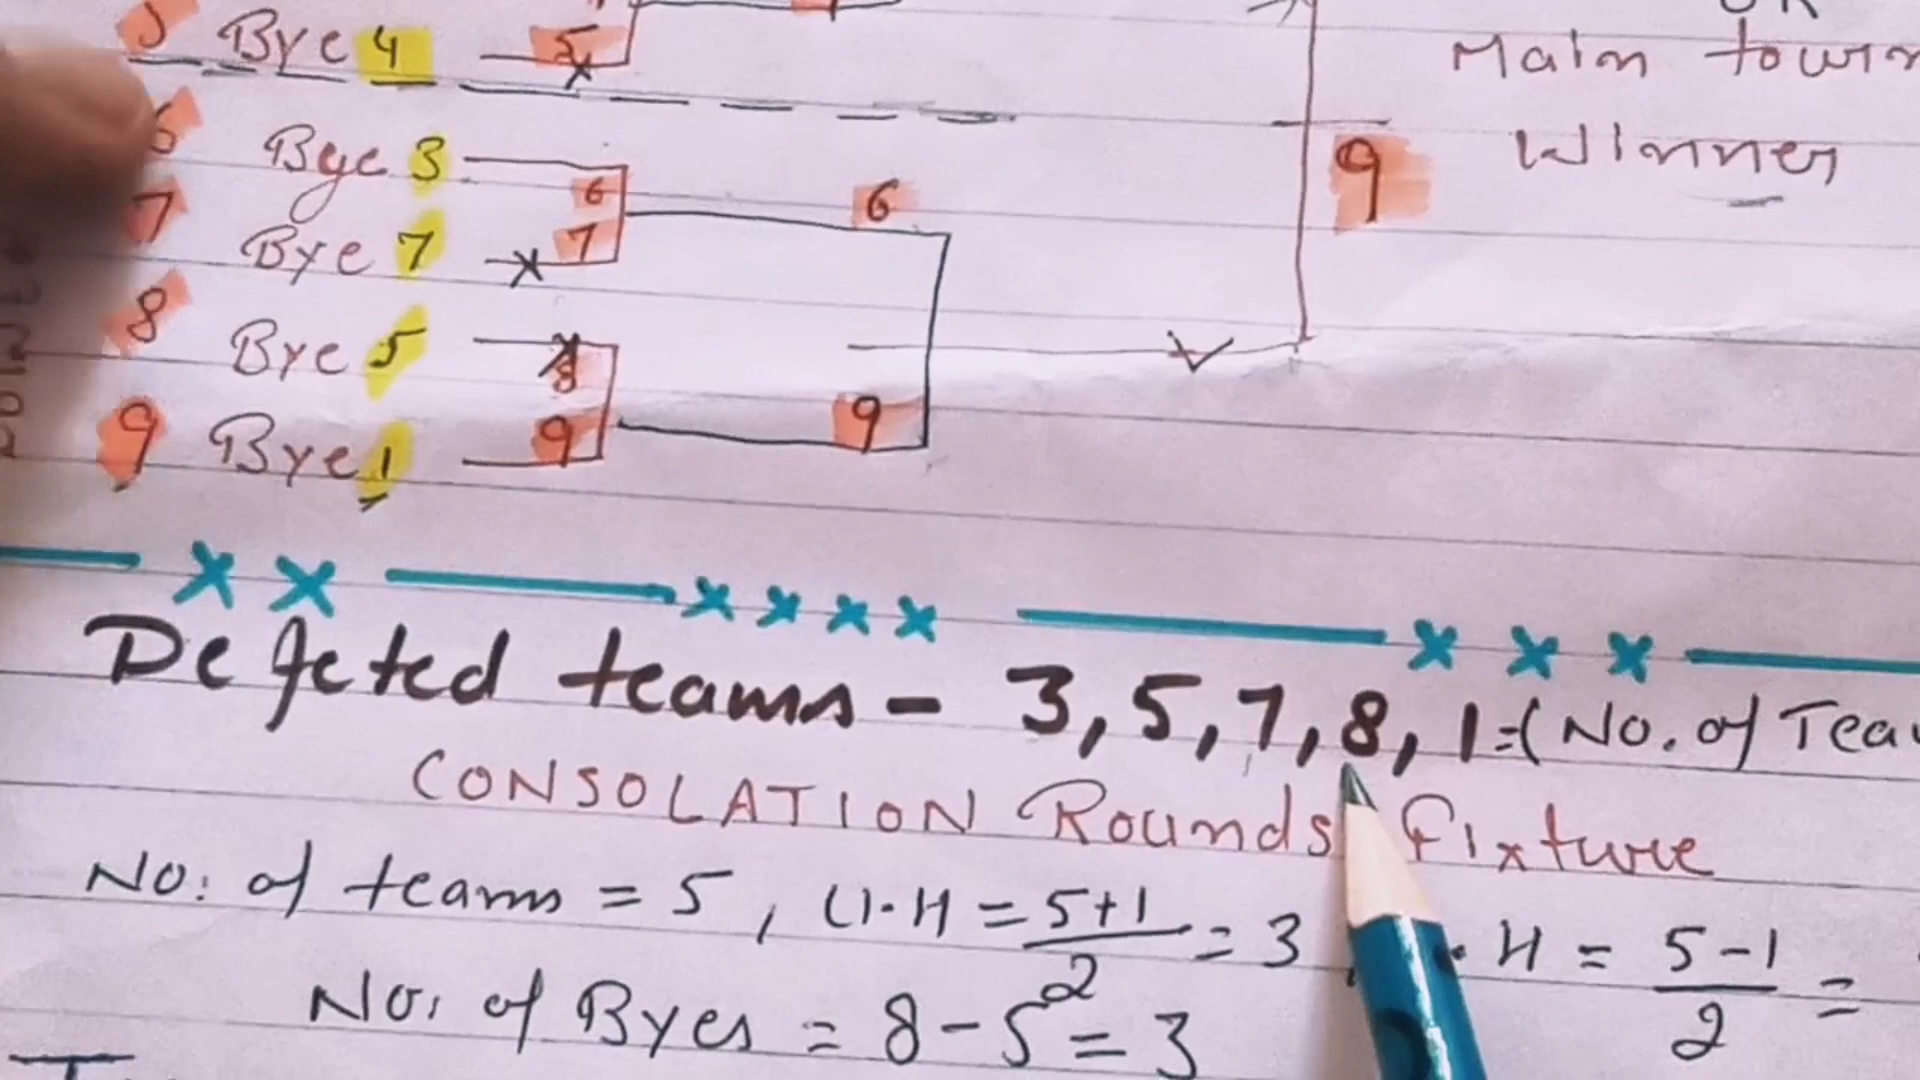 5 Bye 4 5
Main
6 Bye 3 6 6
9 Winner
7 Bye 7 7
8 Bye 5 8
9 Bye 1 9 9
Defeted teams - 3, 5, 7, 8, 1 = (No. of
CONSOLATION Rounds Fixture
No. of teams = 5, U.H = 5+1/2 = 3, .H = 5-1/2 =
No. of Byes = 8 - 5 = 3